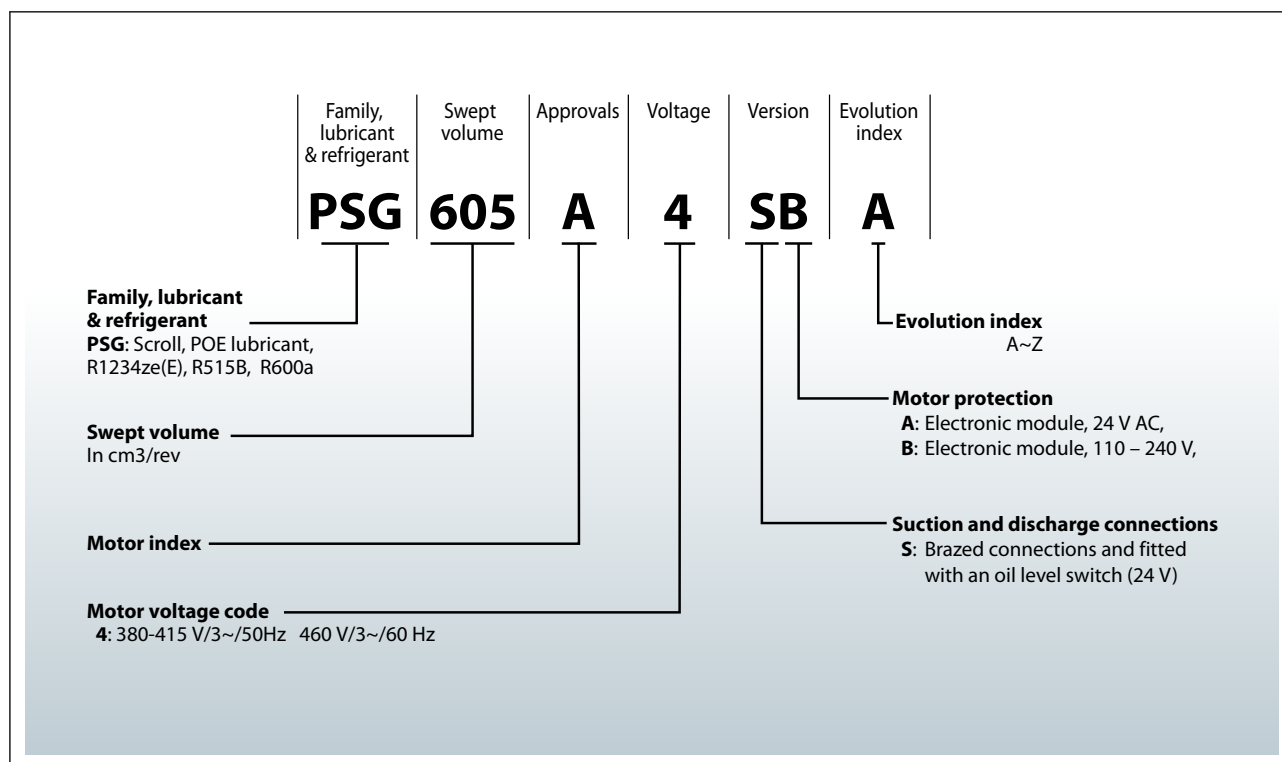 Family,
lubricant
& refrigerant
Swept
volume
Approvals
Voltage
Version
Evolution
index
PSG 605 A 4 SB A
Family, lubricant
& refrigerant
PSG: Scroll, POE lubricant,
R1234ze(E), R515B, R600a
Swept volume
In cm3/rev
Motor index
Motor voltage code
4: 380-415 V/3~/50Hz 460 V/3~/60 Hz
Evolution index
A~Z
Motor protection
A: Electronic module, 24 V AC,
B: Electronic module, 110 – 240 V,
Suction and discharge connections
S: Brazed connections and fitted
with an oil level switch (24 V)